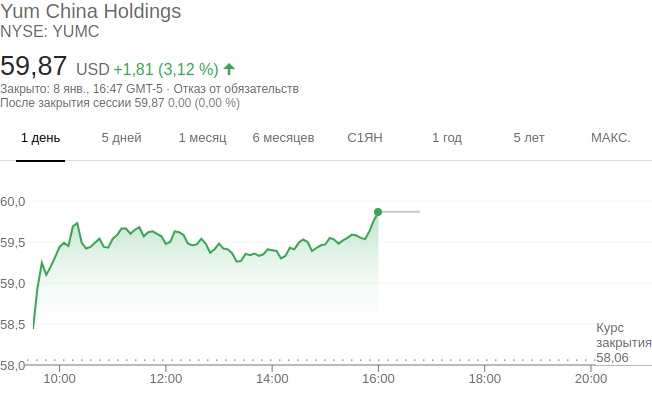 Yum China Holdings
NYSE: YUMC
59,87 USD +1,81 (3,12 %)
Закрыто: 8 янв., 16:47 GMT-5 · Отказ от обязательств
После закрытия сессии 59,87 0,00 (0,00 %)
1 день 5 дней 1 месяц 6 месяцев С1ЯН 1 год 5 лет МАКС.
60,0
59,5
59,0
58,5
Курс
закрытия
58,06
58,0
10:00 12:00 14:00 16:00 18:00 20:00